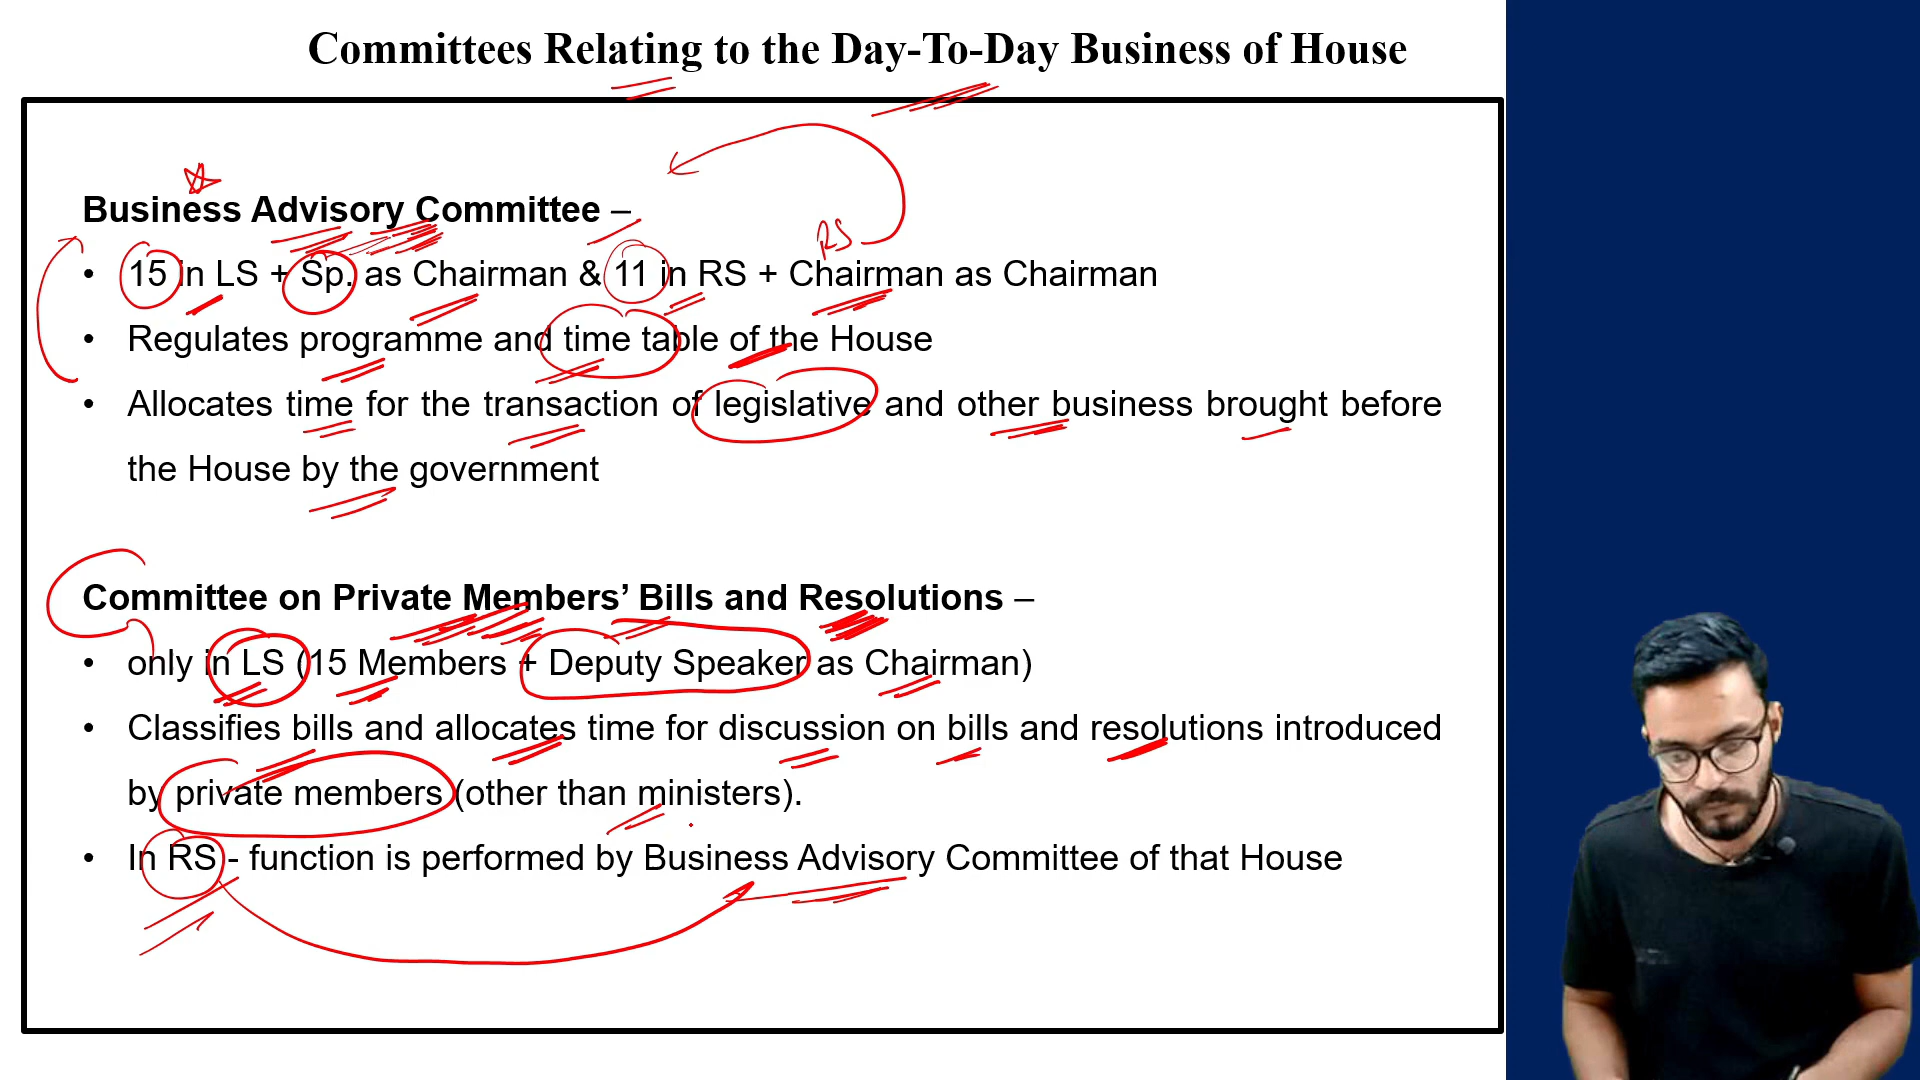 Committees Relating to the Day-To-Day Business of House
Business Advisory Committee –
RS
• 15 in LS + Sp. as Chairman & 11 in RS + Chairman as Chairman
• Regulates programme and time table of the House
• Allocates time for the transaction of legislative and other business brought before
the House by the government
Committee on Private Members’ Bills and Resolutions –
• only in LS (15 Members + Deputy Speaker as Chairman)
• Classifies bills and allocates time for discussion on bills and resolutions introduced
by private members (other than ministers).
• In RS - function is performed by Business Advisory Committee of that House